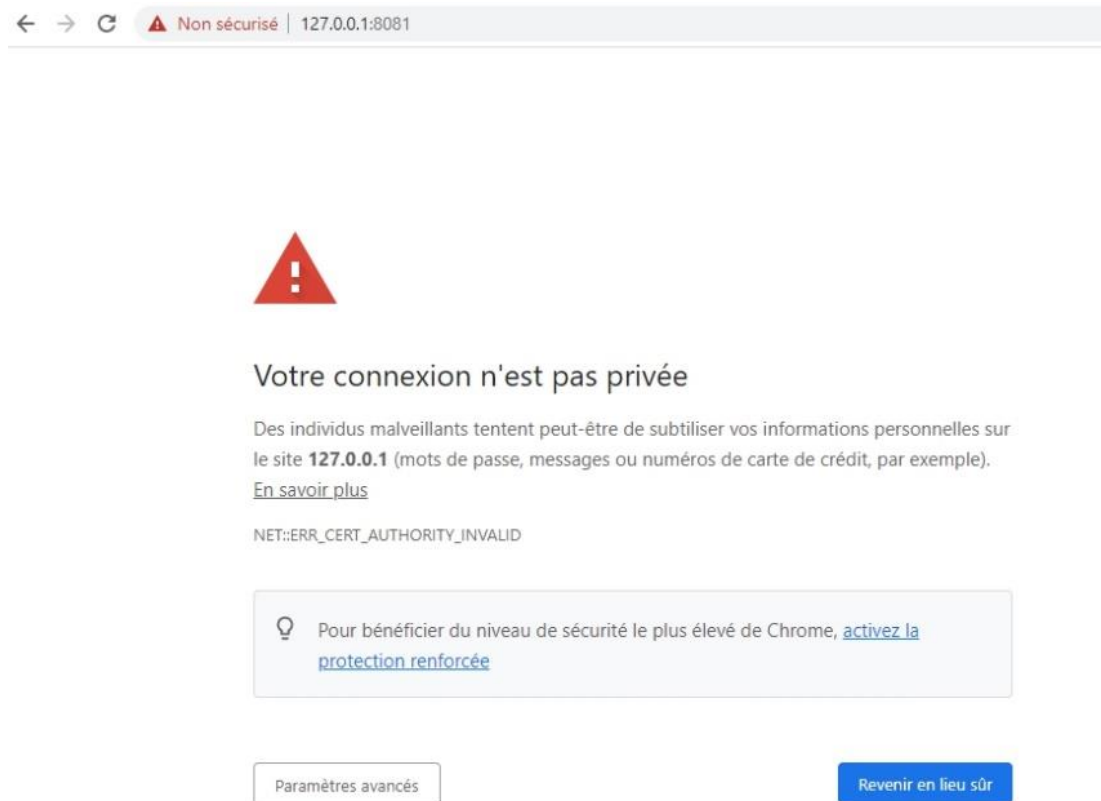 Non sécurisé | 127.0.0.1:8081
Votre connexion n'est pas privée
Des individus malveillants tentent peut-être de subtiliser vos informations personnelles sur
le site 127.0.0.1 (mots de passe, messages ou numéros de carte de crédit, par exemple).
En savoir plus
NET::ERR_CERT_AUTHORITY_INVALID
Pour bénéficier du niveau de sécurité le plus élevé de Chrome, activez la
protection renforcée
Paramètres avancés
Revenir en lieu sûr